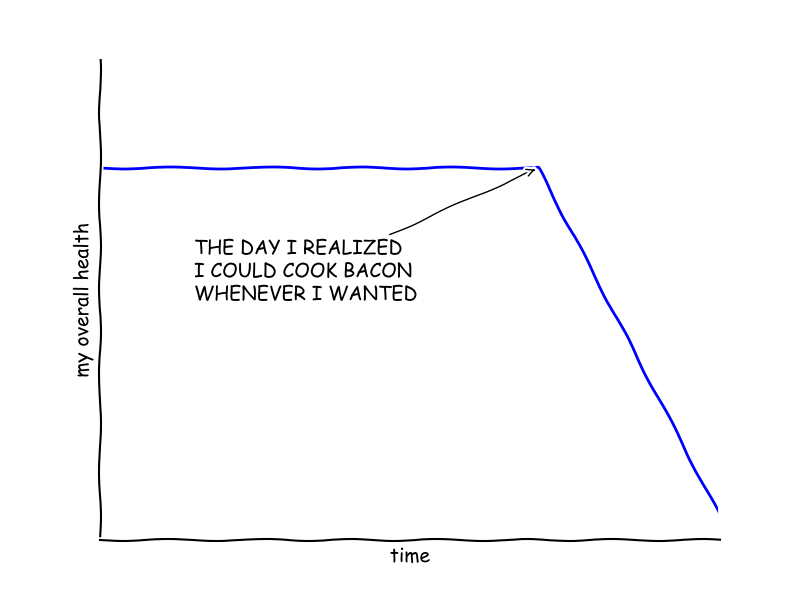 THE DAY I REALIZED
I COULD COOK BACON
WHENEVER I WANTED
my overall health
time